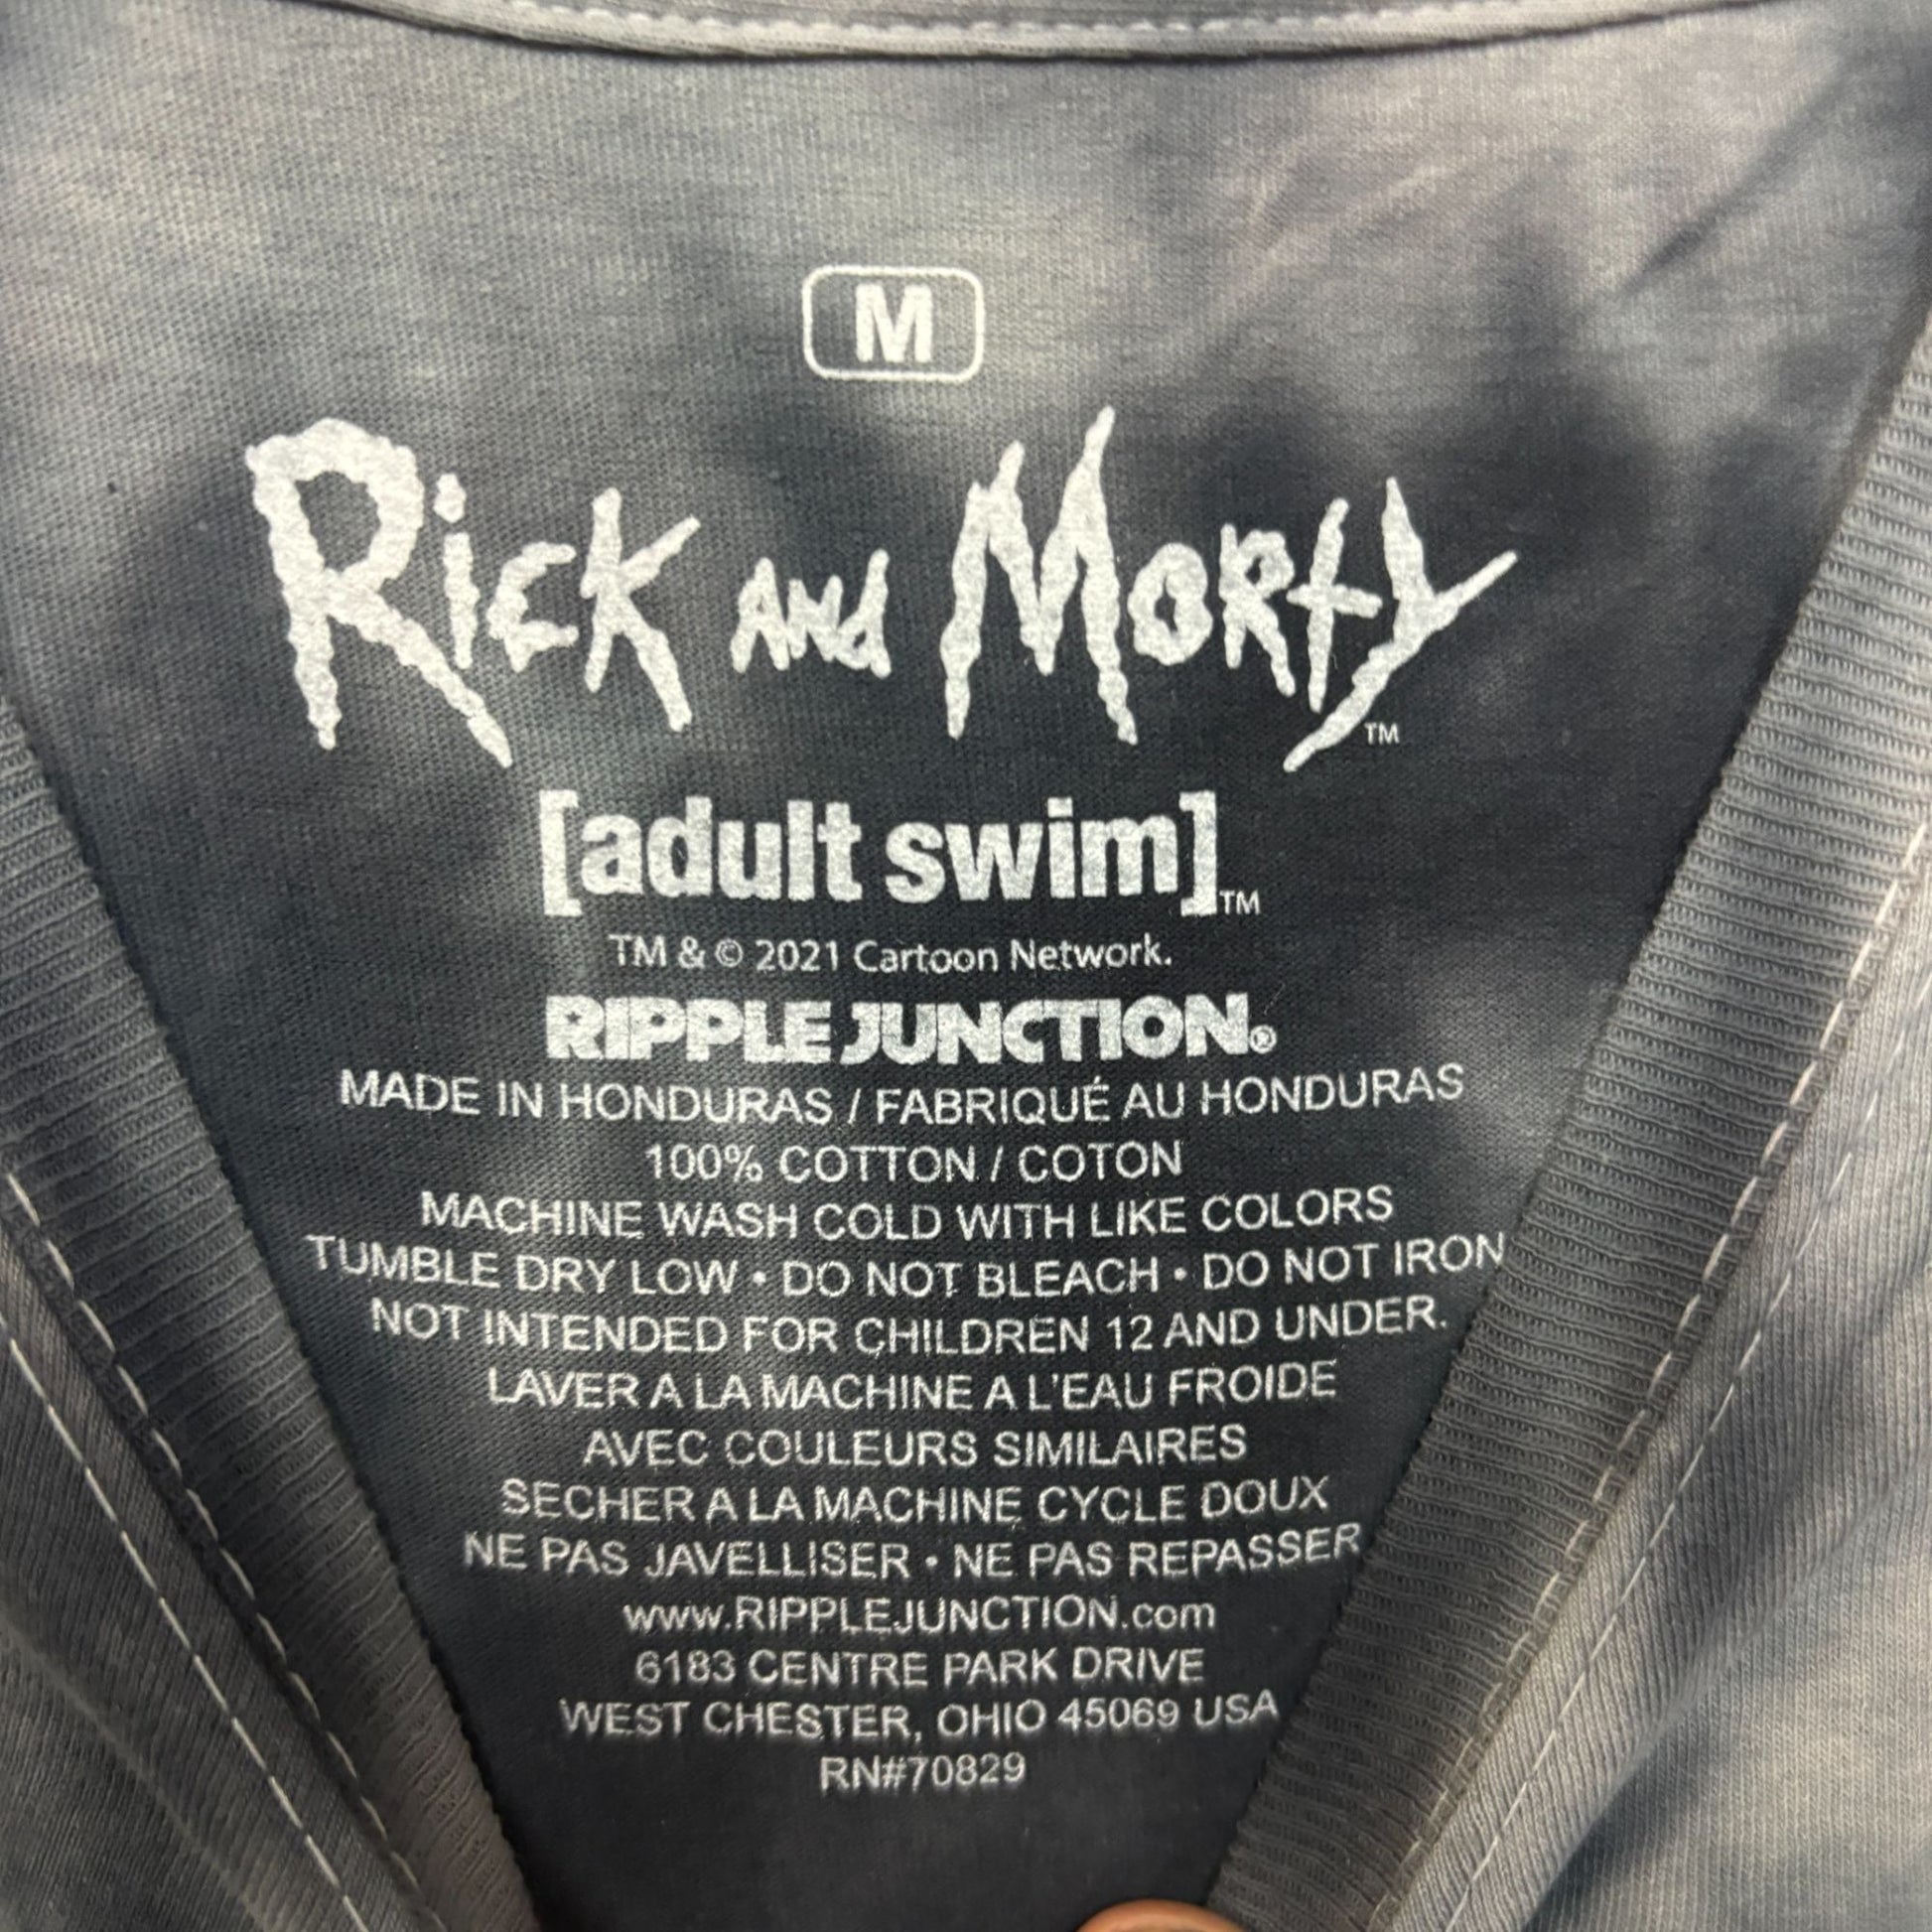 M
Rick and Morty™
[adult swim]™
TM & © 2021 Cartoon Network.
RIPPLE JUNCTION®
MADE IN HONDURAS / FABRIQUÉ AU HONDURAS
100% COTTON / COTON
MACHINE WASH COLD WITH LIKE COLORS
TUMBLE DRY LOW • DO NOT BLEACH • DO NOT IRON
NOT INTENDED FOR CHILDREN 12 AND UNDER.
LAVER A LA MACHINE A L'EAU FROIDE
AVEC COULEURS SIMILAIRES
SECHER A LA MACHINE CYCLE DOUX
NE PAS JAVELLISER • NE PAS REPASSER
www.RIPPLEJUNCTION.com
6183 CENTRE PARK DRIVE
WEST CHESTER, OHIO 45069 USA
RN#70829